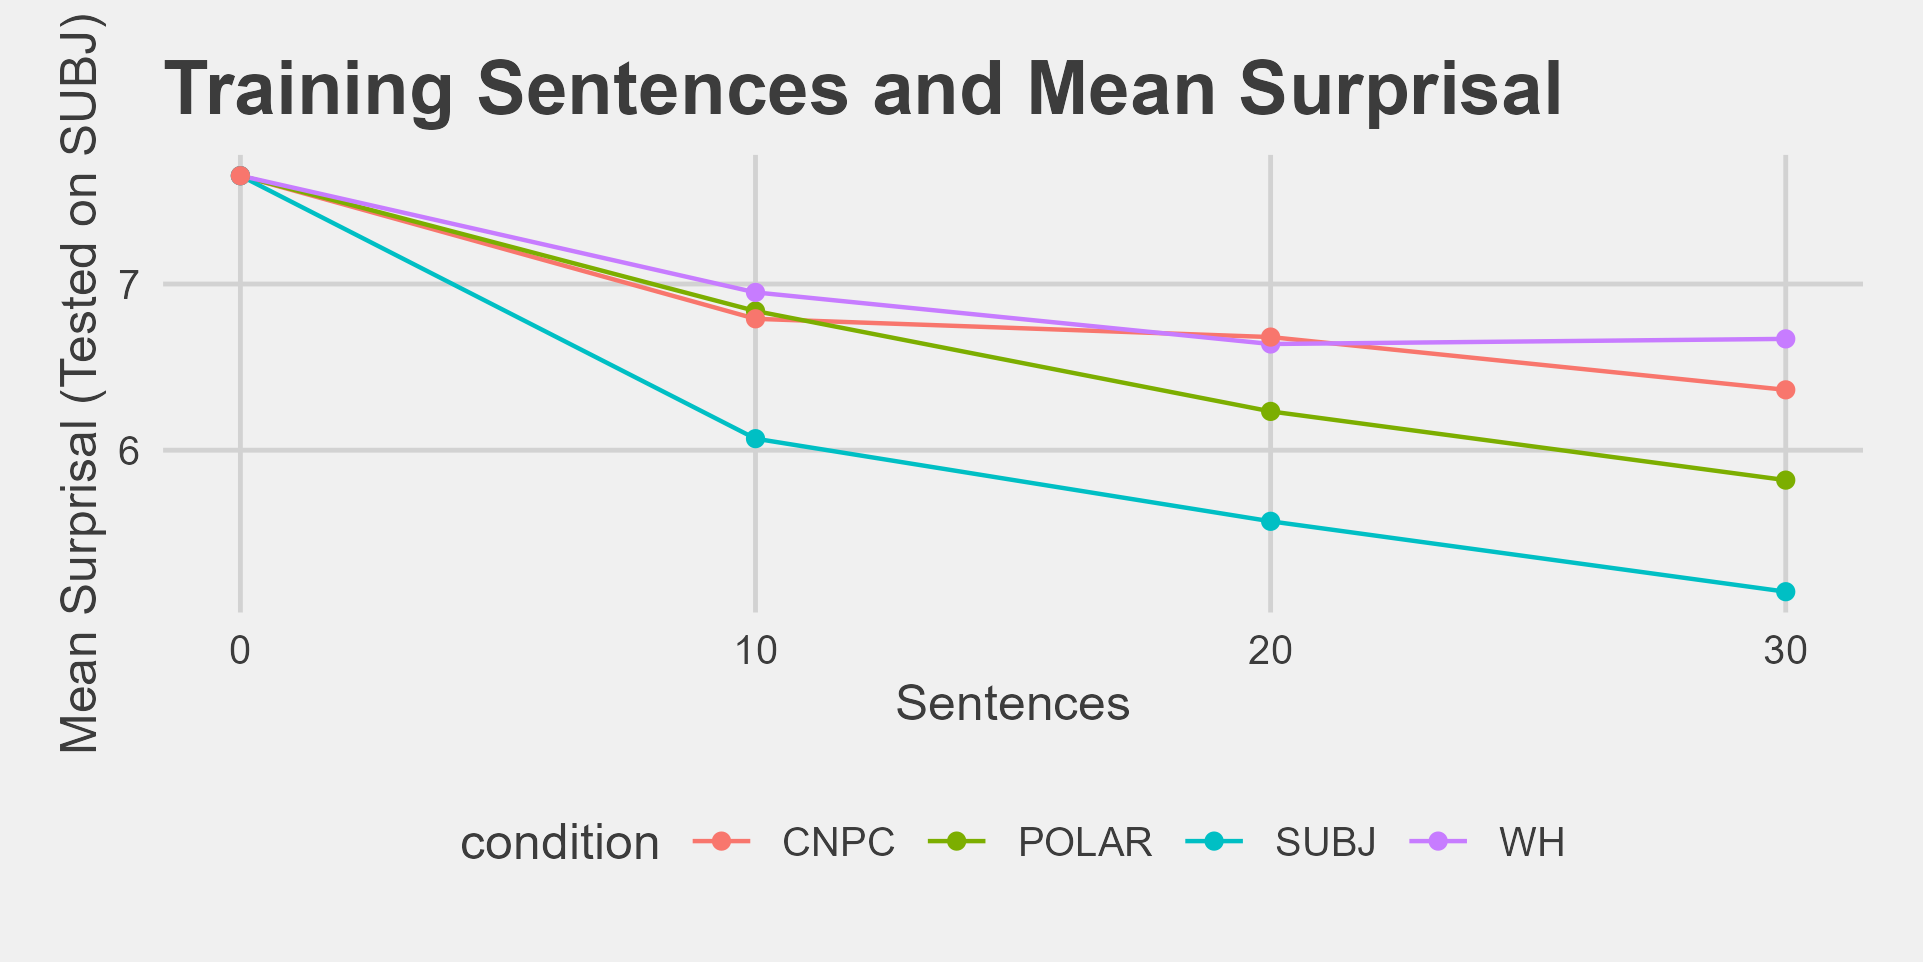 Training Sentences and Mean Surprisal
Mean Surprisal (Tested on SUBJ)
7
6
0 10 20 30
Sentences
condition CNPC POLAR SUBJ WH